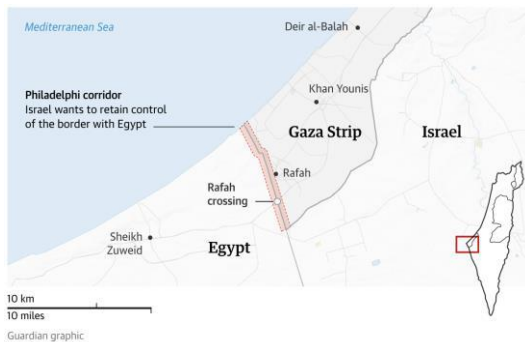 Mediterranean Sea
Deir al-Balah
Philadelphi corridor
Israel wants to retain control
of the border with Egypt
Khan Younis
Gaza Strip
Israel
Rafah
Rafah
crossing
Sheikh
Zuweid
Egypt
10 km
10 miles
Guardian graphic